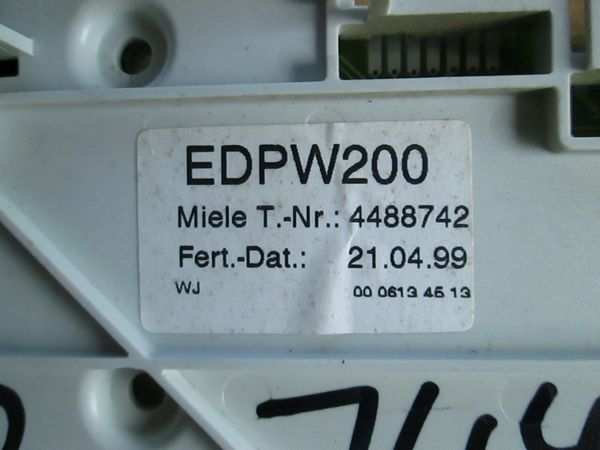 EDPW200
Miele T.-Nr.: 4488742
Fert.-Dat.: 21.04.99
WJ 00 0613 45 13